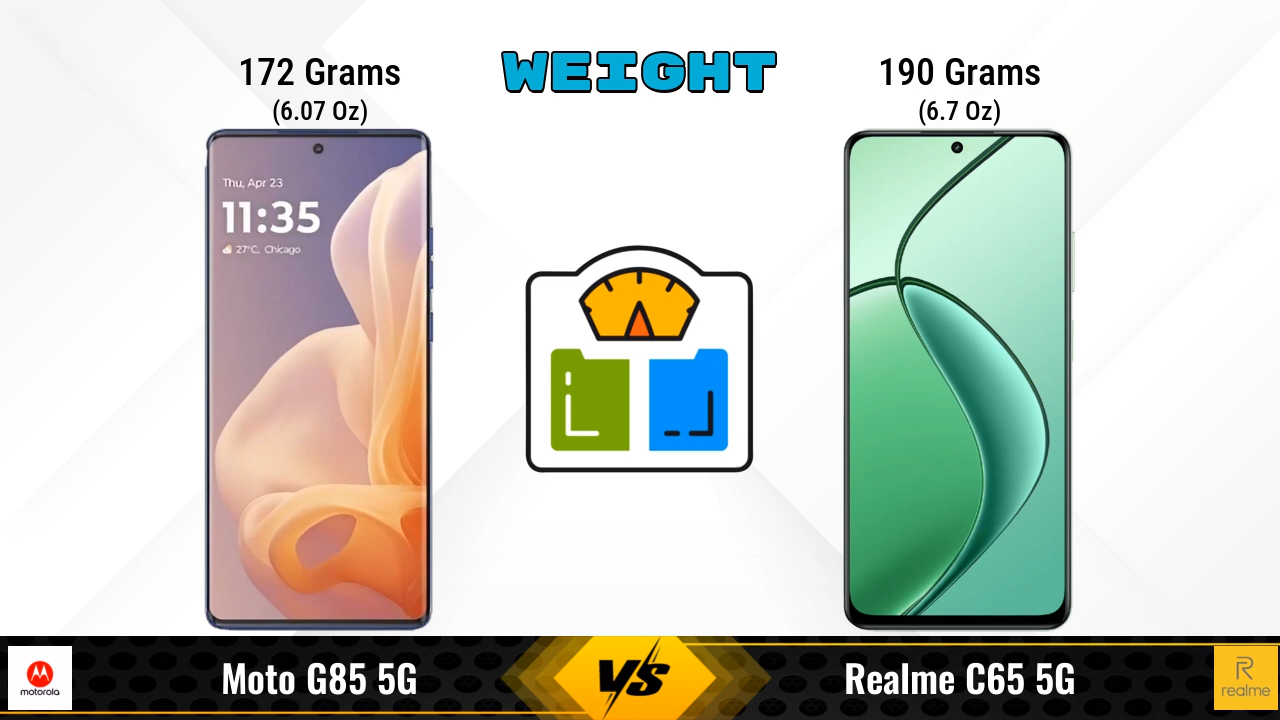 WEIGHT
172 Grams
(6.07 Oz)
190 Grams
(6.7 Oz)
Thu, Apr 23
11:35
27°C, Chicago
motorola
Moto G85 5G
VS
Realme C65 5G
R
realme